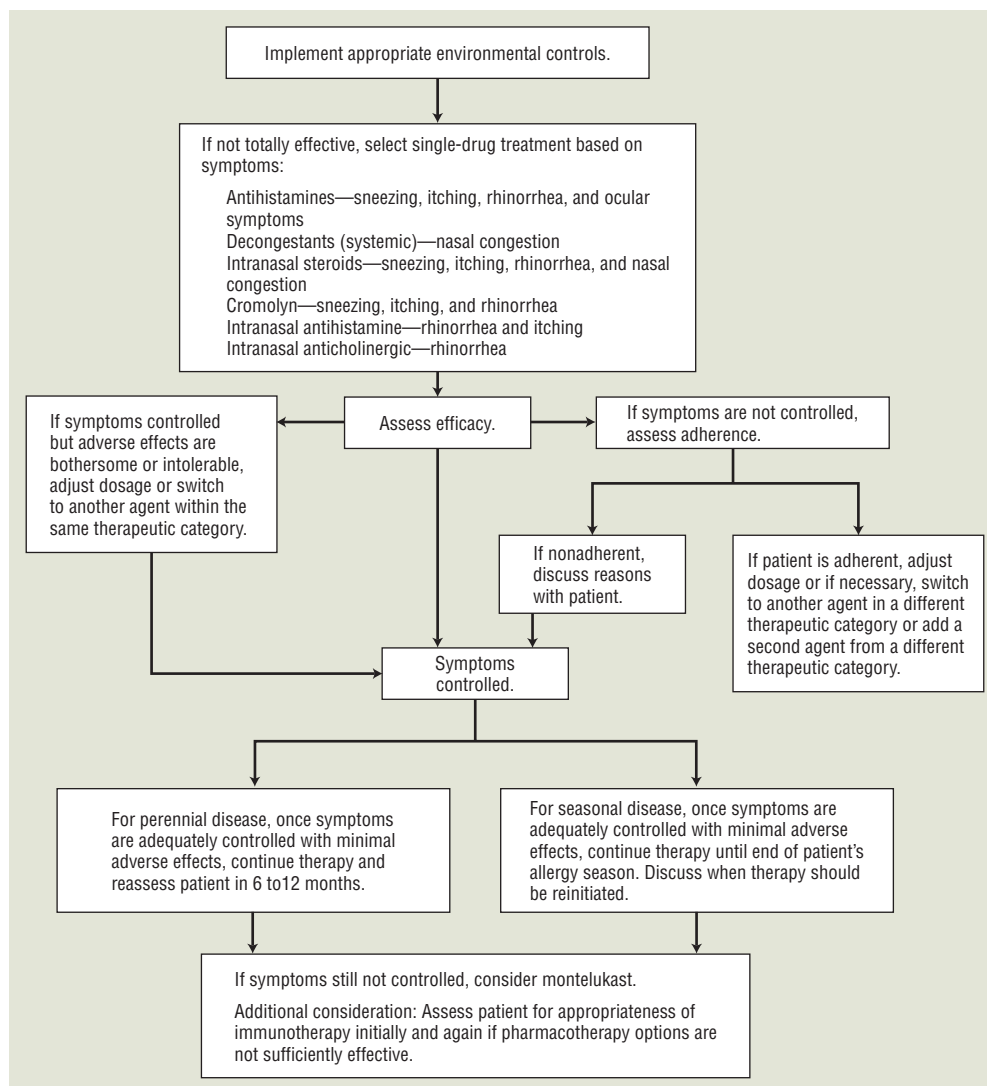 Implement appropriate environmental controls.
If not totally effective, select single-drug treatment based on
symptoms:
Antihistamines—sneezing, itching, rhinorrhea, and ocular
symptoms
Decongestants (systemic)—nasal congestion
Intranasal steroids—sneezing, itching, rhinorrhea, and nasal
congestion
Cromolyn—sneezing, itching, and rhinorrhea
Intranasal antihistamine—rhinorrhea and itching
Intranasal anticholinergic—rhinorrhea
If symptoms controlled
but adverse effects are
bothersome or intolerable,
adjust dosage or switch
to another agent within the
same therapeutic category.
Assess efficacy.
If symptoms are not controlled,
assess adherence.
If nonadherent,
discuss reasons
with patient.
If patient is adherent, adjust
dosage or if necessary, switch
to another agent in a different
therapeutic category or add a
second agent from a different
therapeutic category.
Symptoms
controlled.
For perennial disease, once symptoms
are adequately controlled with minimal
adverse effects, continue therapy and
reassess patient in 6 to12 months.
For seasonal disease, once symptoms are
adequately controlled with minimal adverse
effects, continue therapy until end of patient’s
allergy season. Discuss when therapy should
be reinitiated.
If symptoms still not controlled, consider montelukast.
Additional consideration: Assess patient for appropriateness of
immunotherapy initially and again if pharmacotherapy options are
not sufficiently effective.